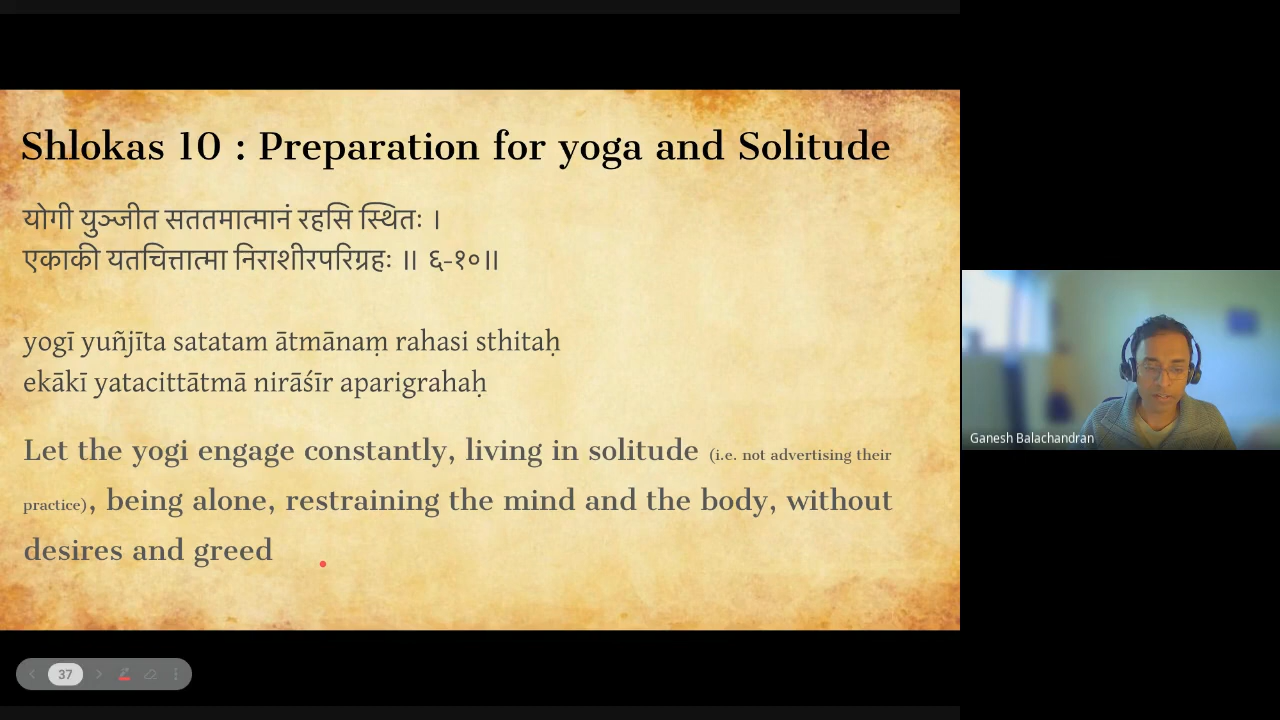 Shlokas 10 : Preparation for yoga and Solitude
योगी युञ्जीत सततमात्मानं रहसि स्थितः ।
एकाकी यतचित्तात्मा निराशीरपरिग्रहः ॥ ६-१०॥
yogī yuñjīta satatam ātmānaṃ rahasi sthitaḥ
ekākī yatacittātmā nirāśīr aparigrahaḥ
Let the yogi engage constantly, living in solitude (i.e. not advertising their
practice), being alone, restraining the mind and the body, without
desires and greed
Ganesh Balachandran
37